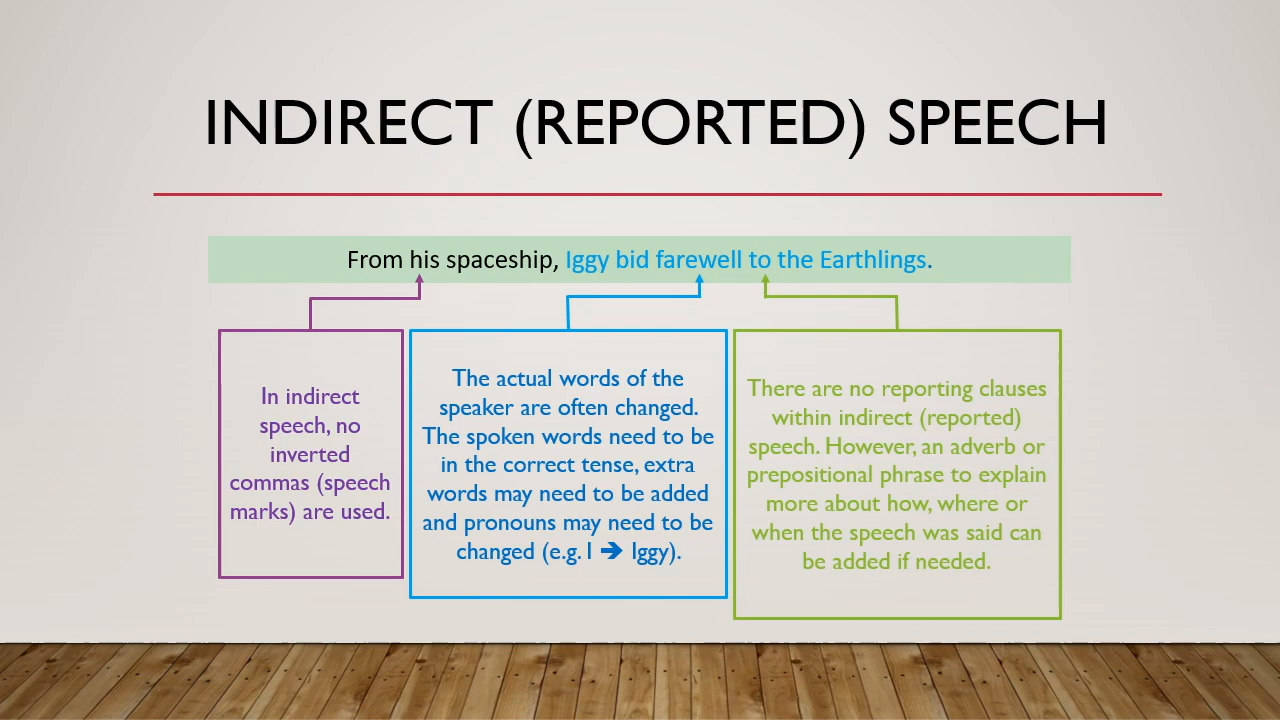 INDIRECT (REPORTED) SPEECH
From his spaceship, Iggy bid farewell to the Earthlings.
In indirect
speech, no
inverted
commas (speech
marks) are used.
The actual words of the
speaker are often changed.
The spoken words need to be
in the correct tense, extra
words may need to be added
and pronouns may need to be
changed (e.g. I ➔ Iggy).
There are no reporting clauses
within indirect (reported)
speech. However, an adverb or
prepositional phrase to explain
more about how, where or
when the speech was said can
be added if needed.